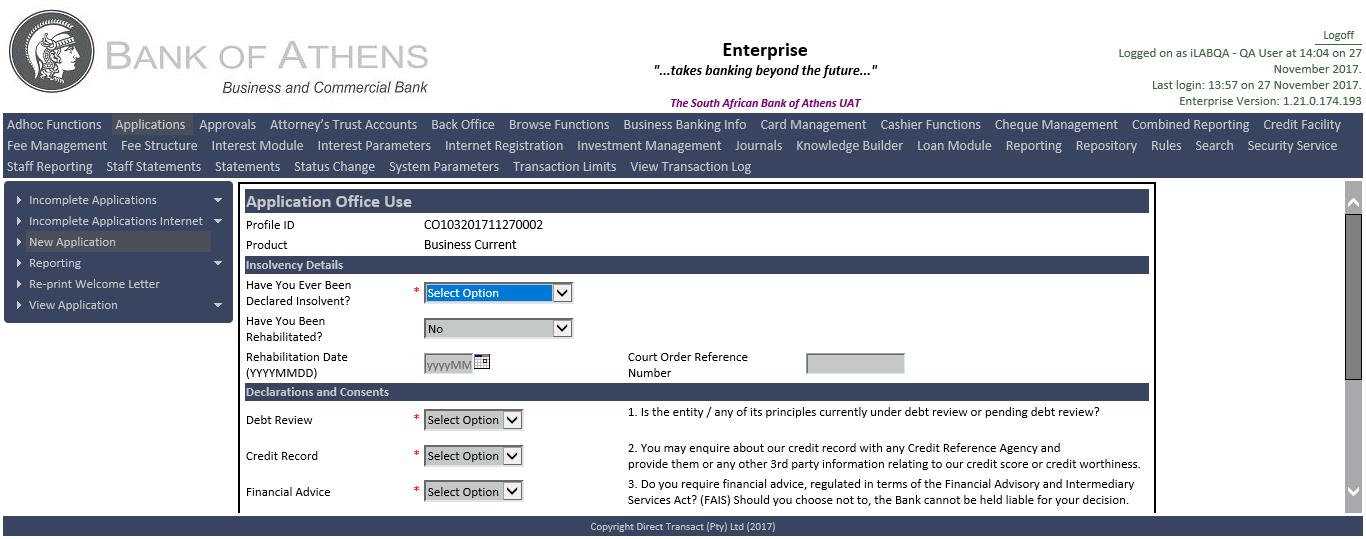 BANK OF ATHENS
Business and Commercial Bank
Enterprise
"...takes banking beyond the future..."
The South African Bank of Athens UAT
Logoff
Logged on as iLABQA - QA User at 14:04 on 27
November 2017.
Last login: 13:57 on 27 November 2017.
Enterprise Version: 1.21.0.174.193
Adhoc Functions Applications Approvals Attorney's Trust Accounts Back Office Browse Functions Business Banking Info Card Management Cashier Functions Cheque Management Combined Reporting Credit Facility
Fee Management Fee Structure Interest Module Interest Parameters Internet Registration Investment Management Journals Knowledge Builder Loan Module Reporting Repository Rules Search Security Service
Staff Reporting Staff Statements Statements Status Change System Parameters Transaction Limits View Transaction Log
Incomplete Applications
Incomplete Applications Internet
New Application
Reporting
Re-print Welcome Letter
View Application
Application Office Use
Profile ID CO103201711270002
Product Business Current
Insolvency Details
Have You Ever Been
Declared Insolvent? * Select Option
Have You Been
Rehabilitated? No
Rehabilitation Date
(YYYYMMDD) yyyyMM
Court Order Reference
Number
Declarations and Consents
Debt Review * Select Option 1. Is the entity / any of its principles currently under debt review or pending debt review?
Credit Record * Select Option 2. You may enquire about our credit record with any Credit Reference Agency and
provide them or any other 3rd party information relating to our credit score or credit worthiness.
Financial Advice * Select Option 3. Do you require financial advice, regulated in terms of the Financial Advisory and Intermediary
Services Act? (FAIS) Should you choose not to, the Bank cannot be held liable for your decision.
Copyright Direct Transact (Pty) Ltd (2017)